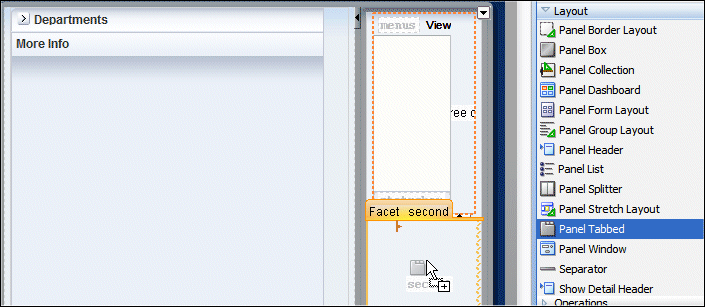 Departments
More Info
menus View
ree
Facet second
Layout
Panel Border Layout
Panel Box
Panel Collection
Panel Dashboard
Panel Form Layout
Panel Group Layout
Panel Header
Panel List
Panel Splitter
Panel Stretch Layout
Panel Tabbed
Panel Window
Separator
Show Detail Header
Operations